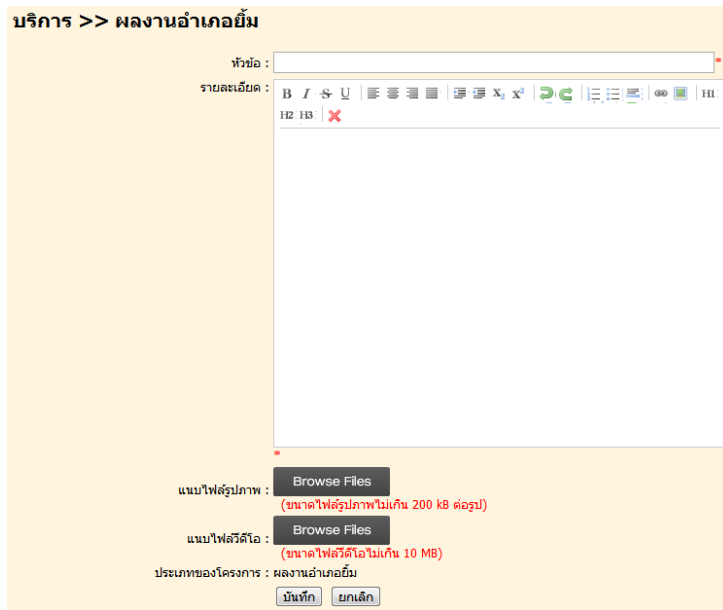 บริการ >> ผลงานอำเภอยิ้ม
หัวข้อ : *
รายละเอียด : B I S U X₂ X² H1
H2 H3
*
แนบไฟล์รูปภาพ : Browse Files
(ขนาดไฟล์รูปภาพไม่เกิน 200 kB ต่อรูป)
แนบไฟล์วีดีโอ : Browse Files
(ขนาดไฟล์วีดีโอไม่เกิน 10 MB)
ประเภทของโครงการ : ผลงานอำเภอยิ้ม
บันทึก ยกเลิก